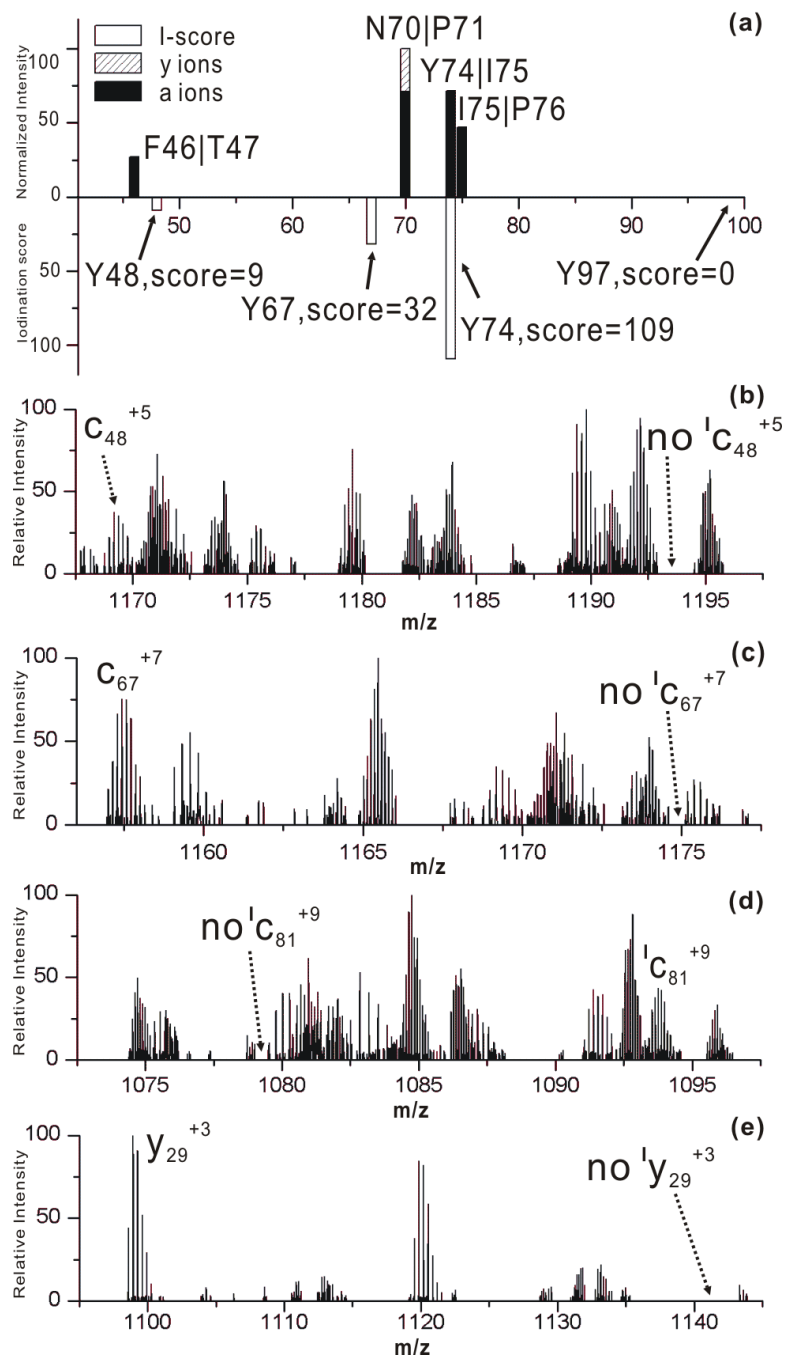 (a)
I-score
y ions
a ions
N70|P71
Y74|I75
I75|P76
F46|T47
Normalized Intensity
100
50
0
50 60 70 80 90 100
Iodination score
50
100
Y48,score=9
Y67,score=32
Y74,score=109
Y97,score=0
(b)
Relative Intensity
100
50
0
c48+5
no Ic48+5
1170 1175 1180 1185 1190 1195
m/z
(c)
Relative Intensity
100
50
0
c67+7
no Ic67+7
1160 1165 1170 1175
m/z
(d)
Relative Intensity
100
50
0
no Ic81+9
Ic81+9
1075 1080 1085 1090 1095
m/z
(e)
Relative Intensity
100
50
0
y29+3
no Iy29+3
1100 1110 1120 1130 1140
m/z